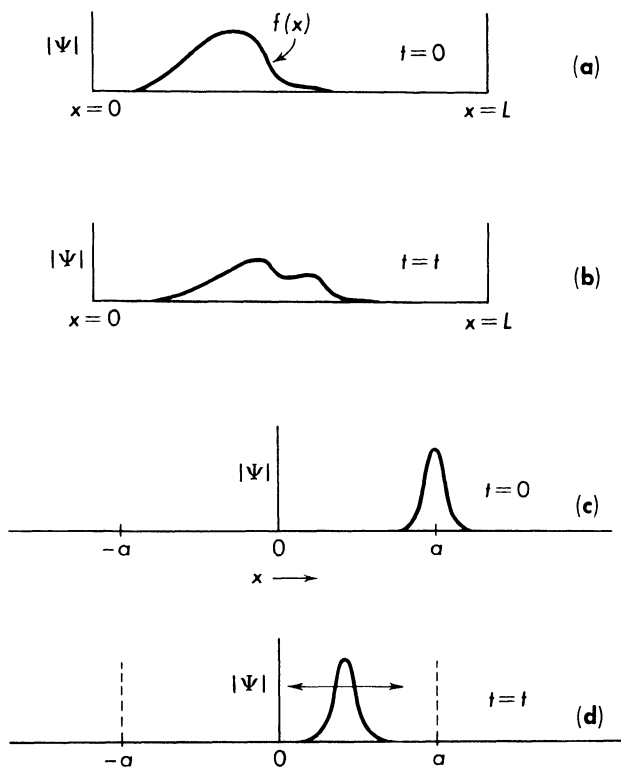 |Ψ| f(x) t=0 (a)
x=0 x=L
|Ψ| t=t (b)
x=0 x=L
|Ψ| t=0 (c)
-a 0 a
x
|Ψ| t=t (d)
-a 0 a